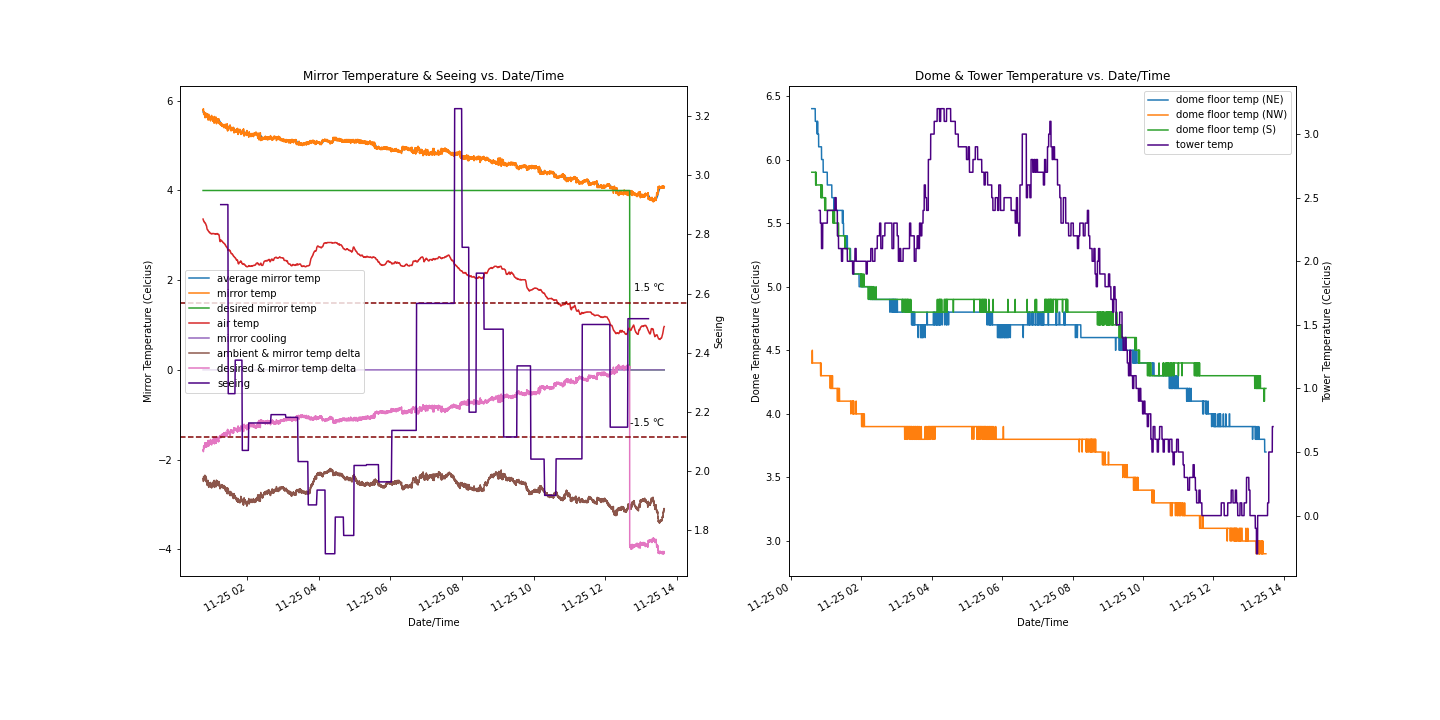 Mirror Temperature & Seeing vs. Date/Time
Mirror Temperature (Celcius)
6
4
2
0
−2
−4
average mirror temp
mirror temp
desired mirror temp
air temp
mirror cooling
ambient & mirror temp delta
desired & mirror temp delta
seeing
1.5 °C
-1.5 °C
3.2
3.0
2.8
2.6
2.4
2.2
2.0
1.8
Seeing
11-25 02
11-25 04
11-25 06
11-25 08
11-25 10
11-25 12
11-25 14
Date/Time
Dome & Tower Temperature vs. Date/Time
Dome Temperature (Celcius)
6.5
6.0
5.5
5.0
4.5
4.0
3.5
3.0
dome floor temp (NE)
dome floor temp (NW)
dome floor temp (S)
tower temp
3.0
2.5
2.0
1.5
1.0
0.5
0.0
Tower Temperature (Celcius)
11-25 00
11-25 02
11-25 04
11-25 06
11-25 08
11-25 10
11-25 12
11-25 14
Date/Time